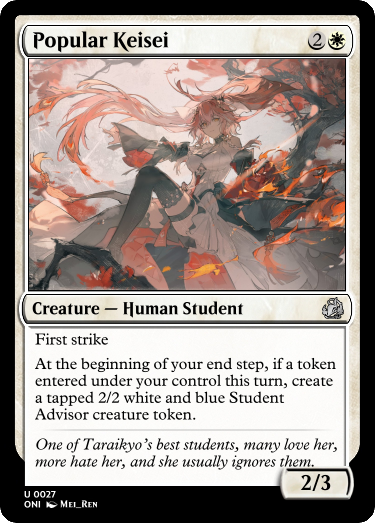 Popular Keisei 2
Creature — Human Student
First strike
At the beginning of your end step, if a token
entered under your control this turn, create
a tapped 2/2 white and blue Student
Advisor creature token.
One of Taraikyo's best students, many love her,
more hate her, and she usually ignores them.
2/3
U 0027
ONI Mei_Ren